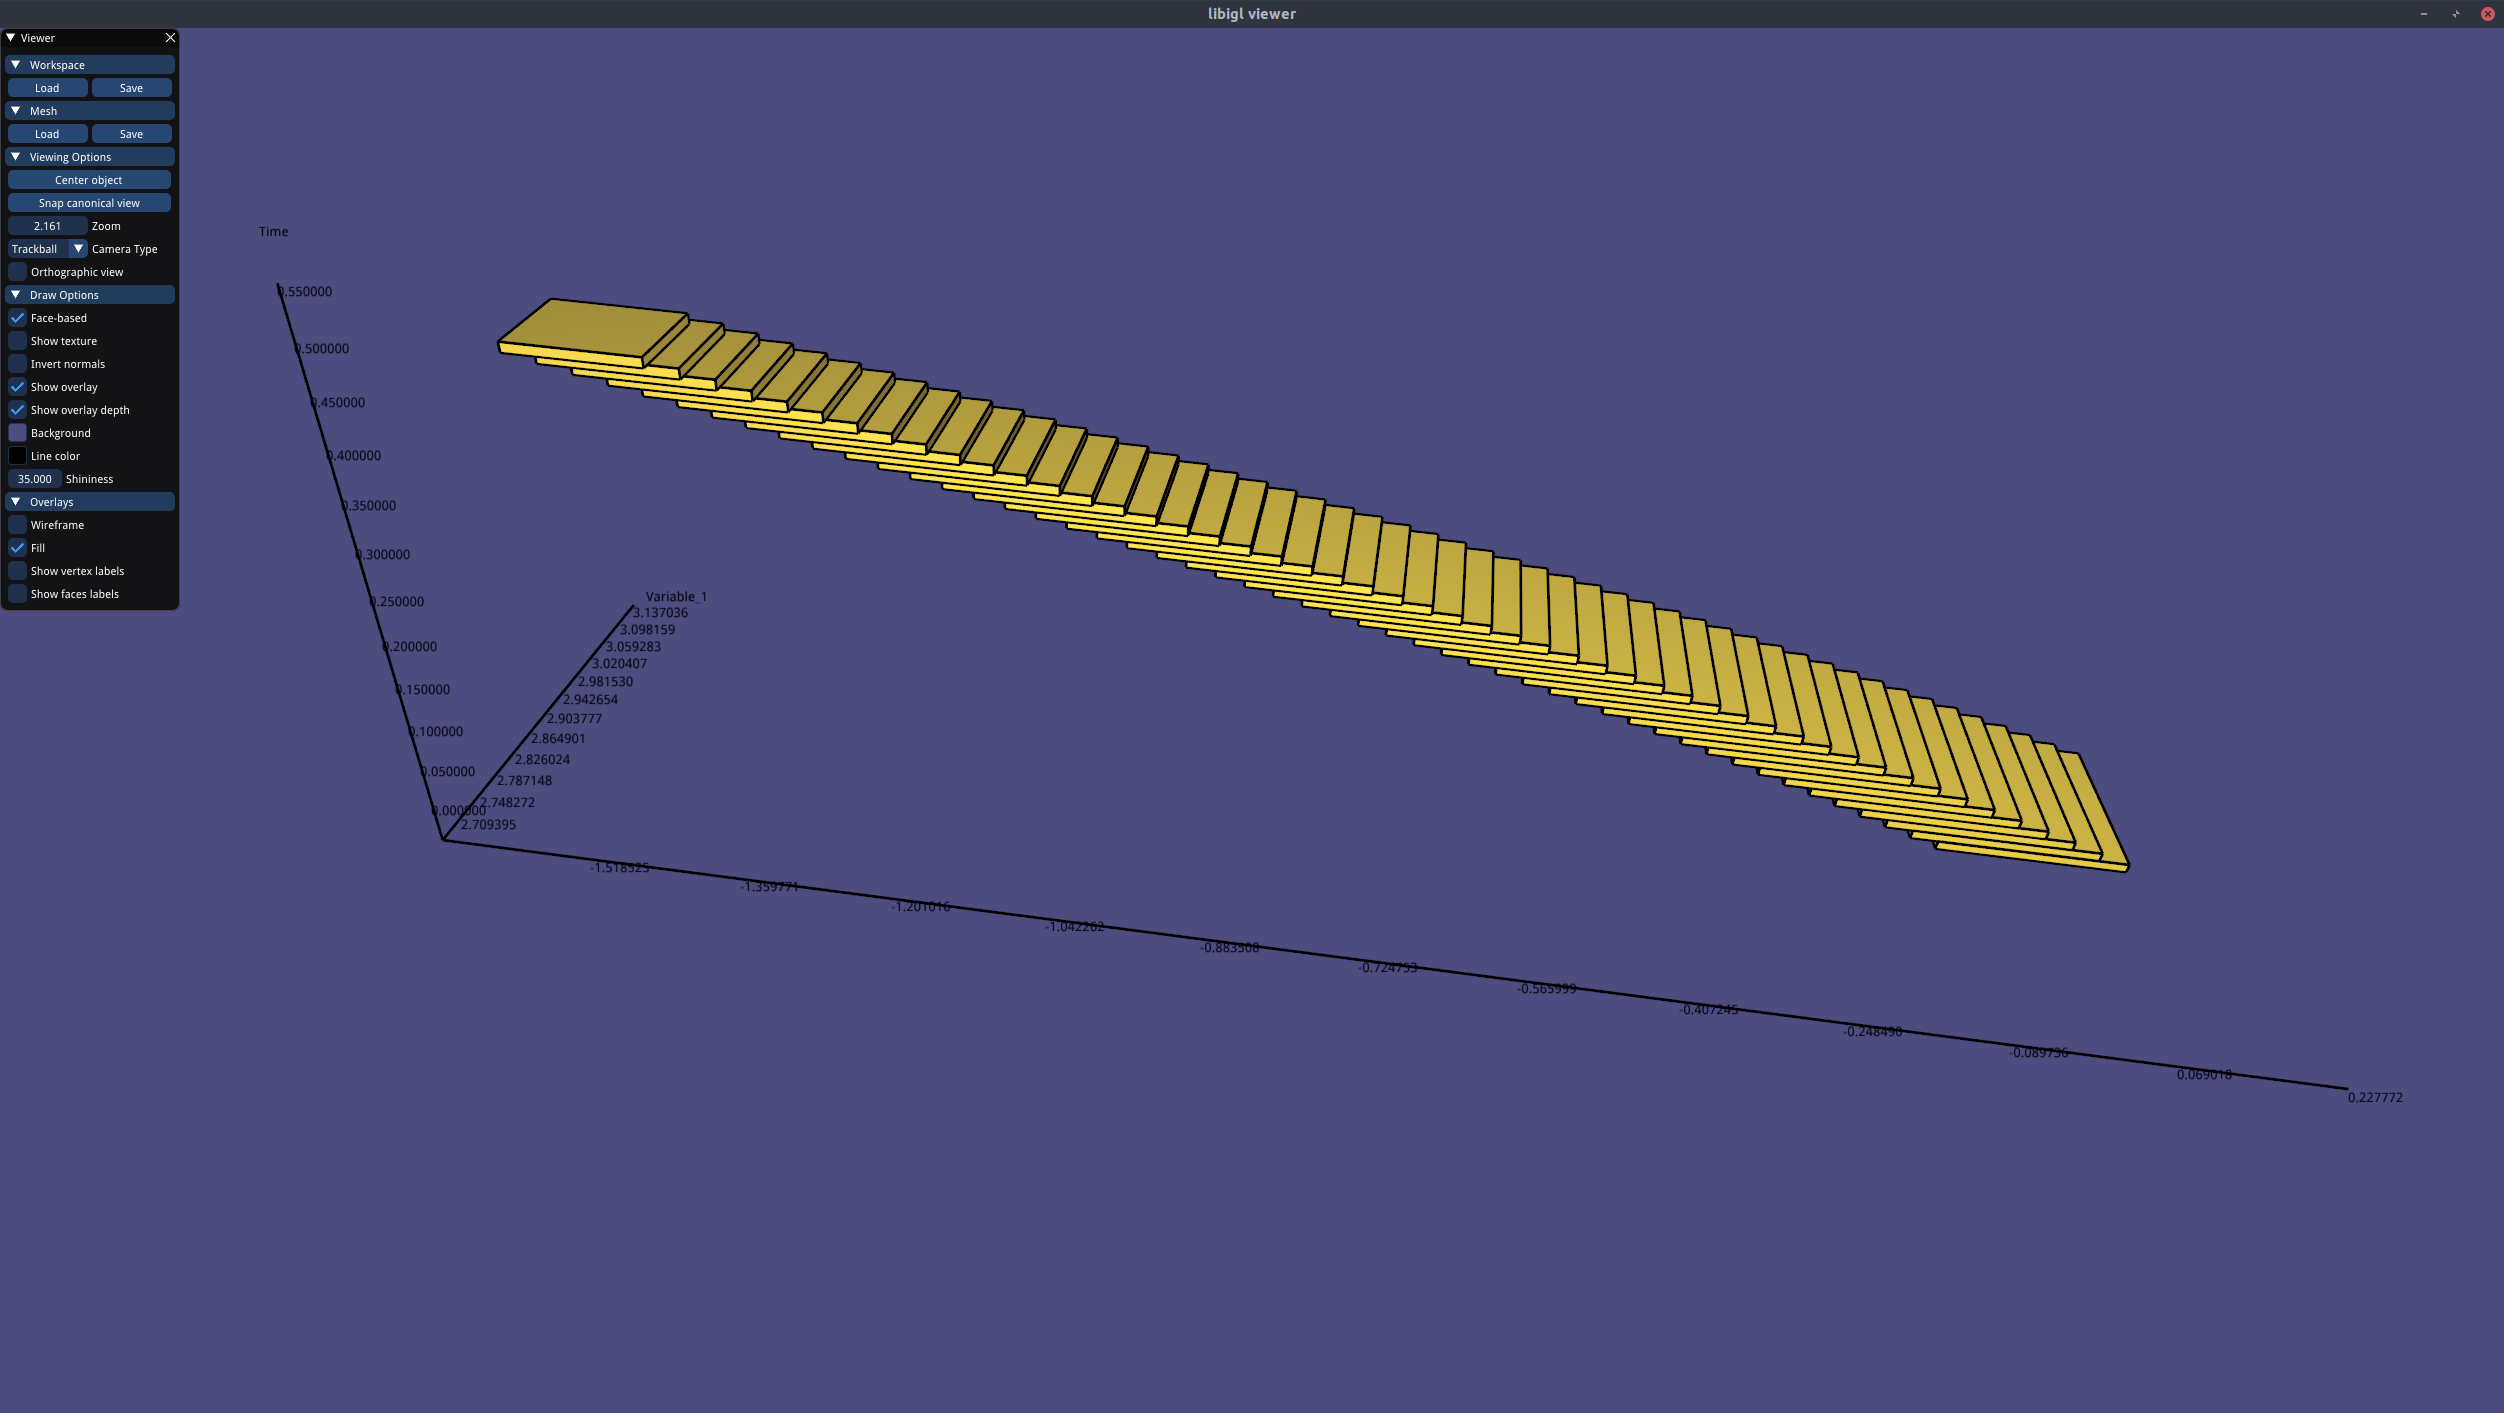 libigl viewer
Viewer
Workspace
Load Save
Mesh
Load Save
Viewing Options
Center object
Snap canonical view
2.161 Zoom
Trackball Camera Type
Orthographic view
Draw Options
Face-based
Show texture
Invert normals
Show overlay
Show overlay depth
Background
Line color
35.000 Shininess
Overlays
Wireframe
Fill
Show vertex labels
Show faces labels
Time
0.550000
0.500000
0.450000
0.400000
0.350000
0.300000
0.250000
0.200000
0.150000
0.100000
0.050000
0.000000
Variable_1
3.137036
3.098159
3.059283
3.020407
2.981530
2.942654
2.903777
2.864901
2.826024
2.787148
2.748272
2.709395
-1.518525
-1.359771
-1.201016
-1.042262
-0.883508
-0.724753
-0.565999
-0.407245
-0.248490
-0.089736
0.069018
0.227772